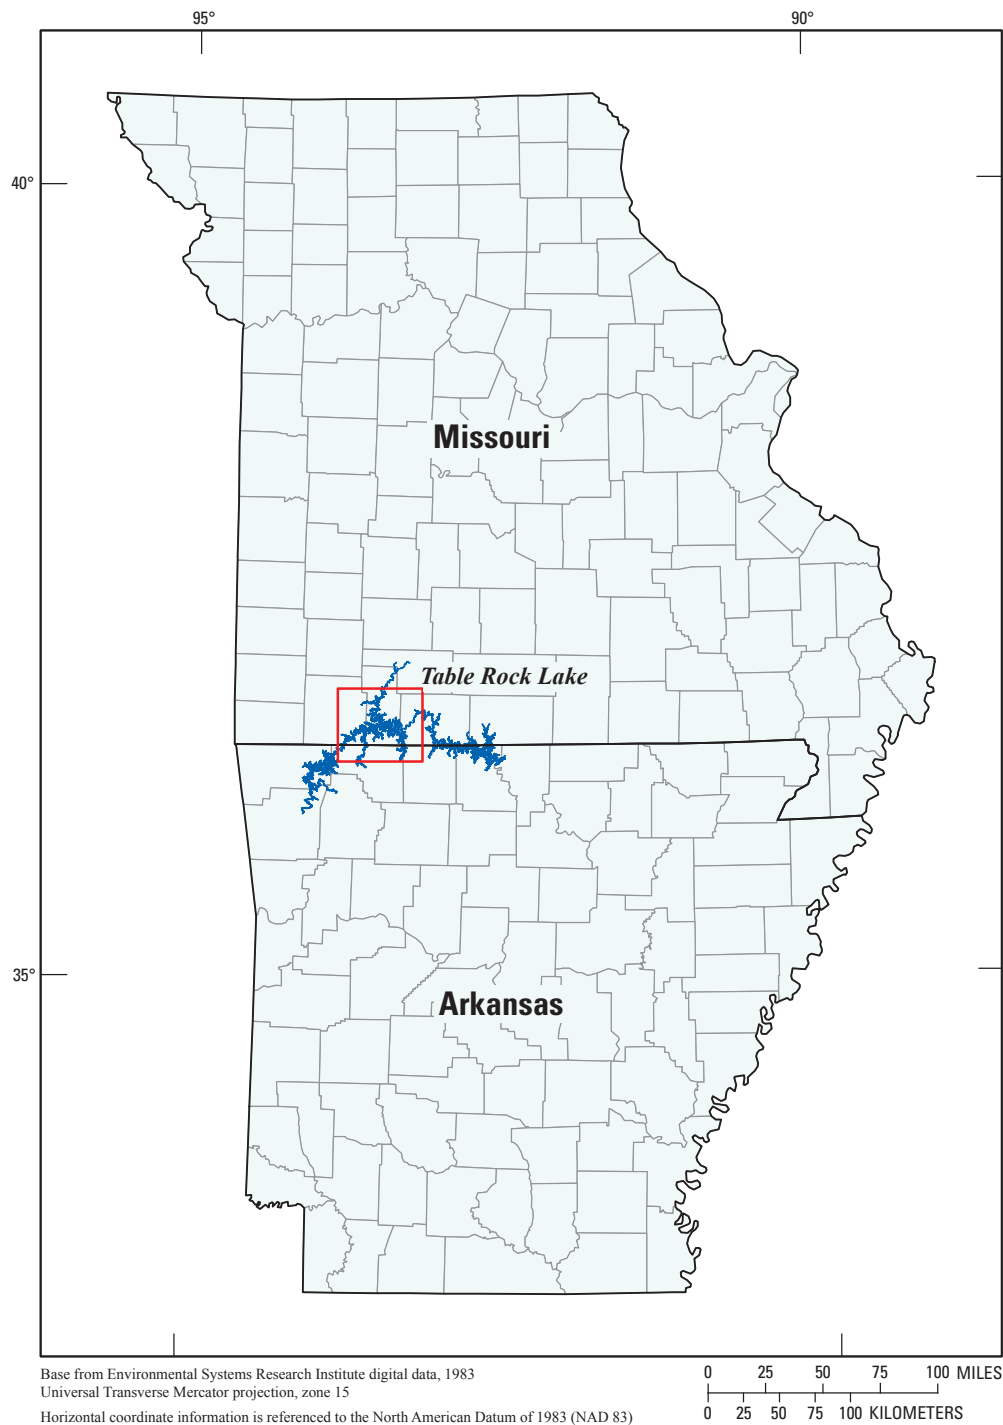 95° 90°
40°
Missouri
Table Rock Lake
35°
Arkansas
Base from Environmental Systems Research Institute digital data, 1983
Universal Transverse Mercator projection, zone 15
Horizontal coordinate information is referenced to the North American Datum of 1983 (NAD 83)
0 25 50 75 100 MILES
0 25 50 75 100 KILOMETERS